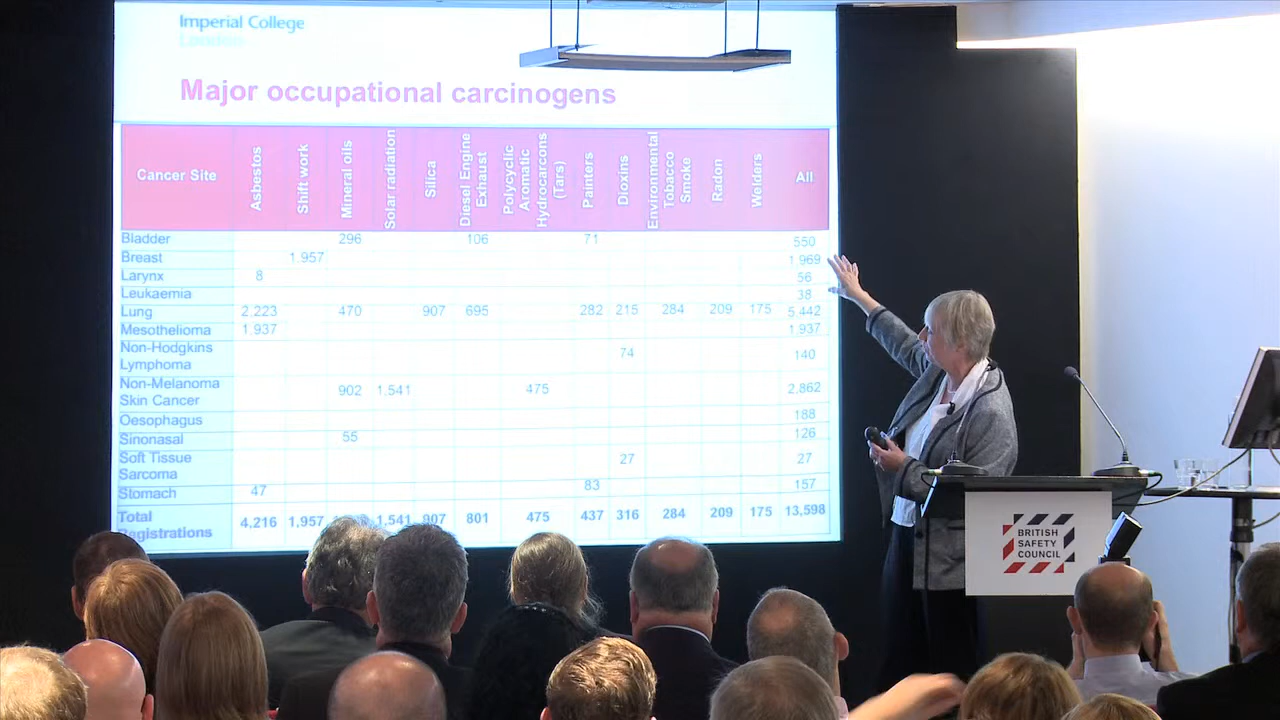 Imperial College
London
Major occupational carcinogens
Cancer Site Asbestos Shift work Mineral oils Solar radiation Silica Diesel Engine Exhaust Polycyclic Aromatic Hydrocarcons (Tars) Painters Dioxins Environmental Tobacco Smoke Radon Welders All
Bladder 296 106 71 550
Breast 1,957 1,969
Larynx 8 56
Leukaemia 38
Lung 2,223 470 907 695 282 215 284 209 175 5,442
Mesothelioma 1,937 1,937
Non-Hodgkins
Lymphoma 74 140
Non-Melanoma
Skin Cancer 902 1,541 475 2,862
Oesophagus 188
Sinonasal 55 126
Soft Tissue
Sarcoma 27 27
Stomach 47 83 157
Total
Registrations 4,216 1,957 1,541 907 801 475 437 316 284 209 175 13,598
BRITISH
SAFETY
COUNCIL